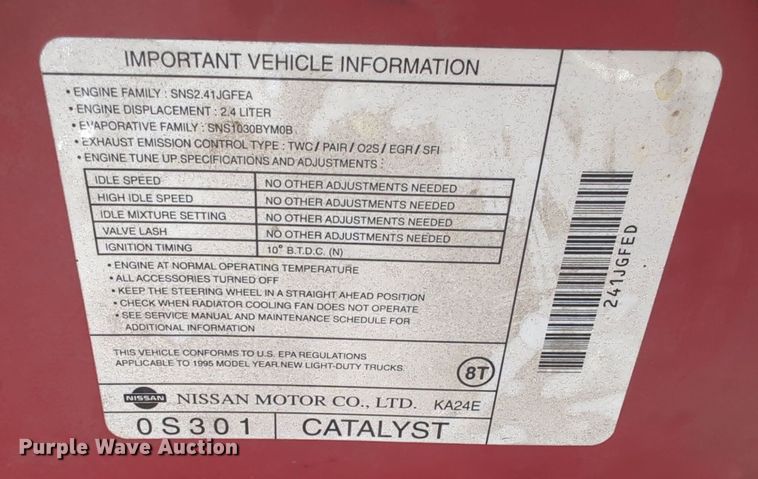 IMPORTANT VEHICLE INFORMATION
• ENGINE FAMILY : SNS2.41JGFEA
• ENGINE DISPLACEMENT : 2.4 LITER
• EVAPORATIVE FAMILY : SNS1030BYM0B
• EXHAUST EMISSION CONTROL TYPE : TWC / PAIR / O2S / EGR / SFI
• ENGINE TUNE UP SPECIFICATIONS AND ADJUSTMENTS :
IDLE SPEED NO OTHER ADJUSTMENTS NEEDED
HIGH IDLE SPEED NO OTHER ADJUSTMENTS NEEDED
IDLE MIXTURE SETTING NO OTHER ADJUSTMENTS NEEDED
VALVE LASH NO OTHER ADJUSTMENTS NEEDED
IGNITION TIMING 10° B.T.D.C. (N)
• ENGINE AT NORMAL OPERATING TEMPERATURE
• ALL ACCESSORIES TURNED OFF
• KEEP THE STEERING WHEEL IN A STRAIGHT AHEAD POSITION
• CHECK WHEN RADIATOR COOLING FAN DOES NOT OPERATE
• SEE SERVICE MANUAL AND MAINTENANCE SCHEDULE FOR
ADDITIONAL INFORMATION
THIS VEHICLE CONFORMS TO U.S. EPA REGULATIONS
APPLICABLE TO 1995 MODEL YEAR NEW LIGHT-DUTY TRUCKS.
8T
NISSAN NISSAN MOTOR CO., LTD. KA24E
0S301 CATALYST
241JGFED
Purple Wave Auction